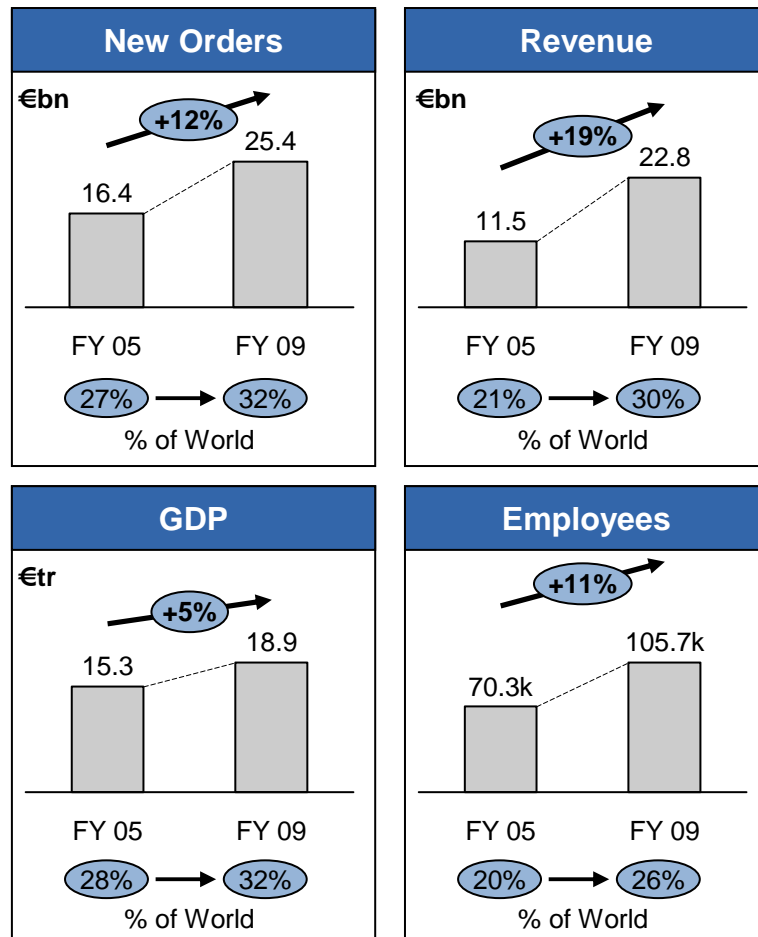 New Orders
€bn
+12%
16.4
25.4
FY 05
FY 09
27%
32%
% of World
Revenue
€bn
+19%
11.5
22.8
FY 05
FY 09
21%
30%
% of World
GDP
€tr
+5%
15.3
18.9
FY 05
FY 09
28%
32%
% of World
Employees
+11%
70.3k
105.7k
FY 05
FY 09
20%
26%
% of World